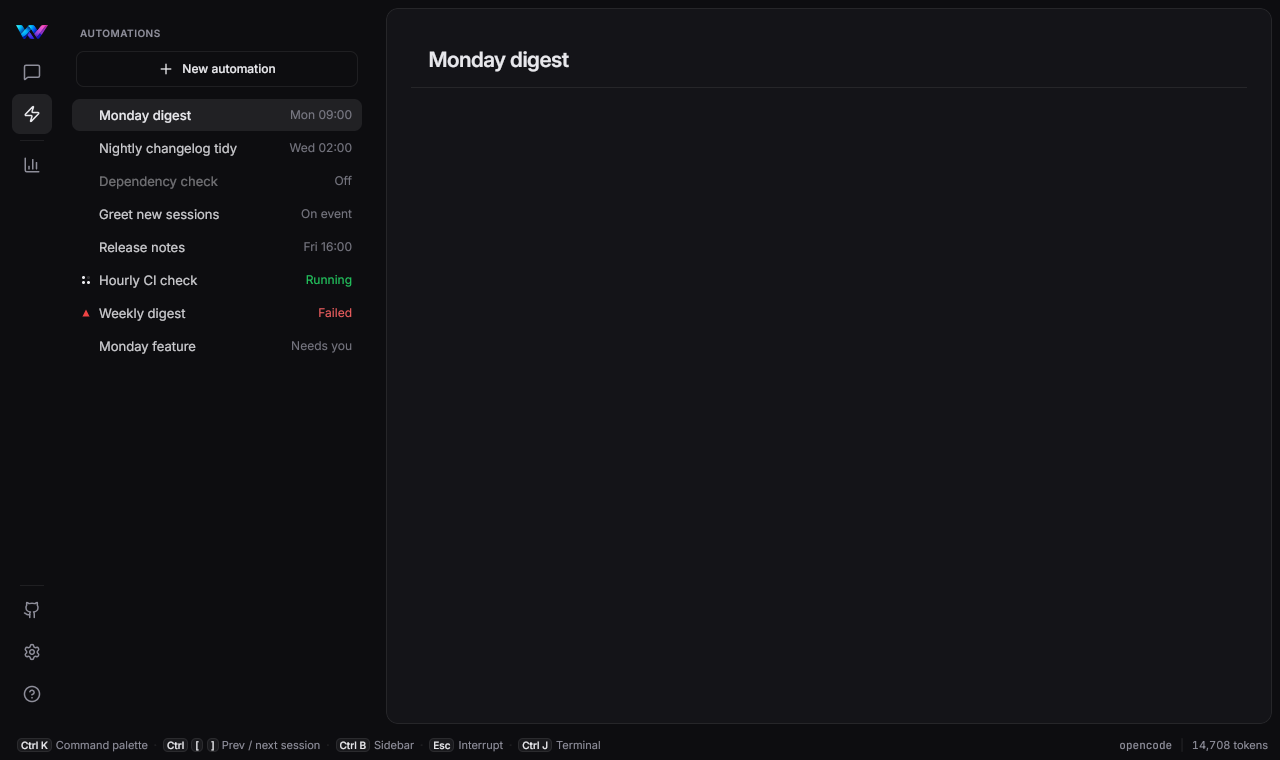 AUTOMATIONS
New automation
Monday digest Mon 09:00
Nightly changelog tidy Wed 02:00
Dependency check Off
Greet new sessions On event
Release notes Fri 16:00
Hourly CI check Running
Weekly digest Failed
Monday feature Needs you
Monday digest
Ctrl K Command palette · Ctrl [ ] Prev / next session · Ctrl B Sidebar · Esc Interrupt · Ctrl J Terminal
opencode 14,708 tokens